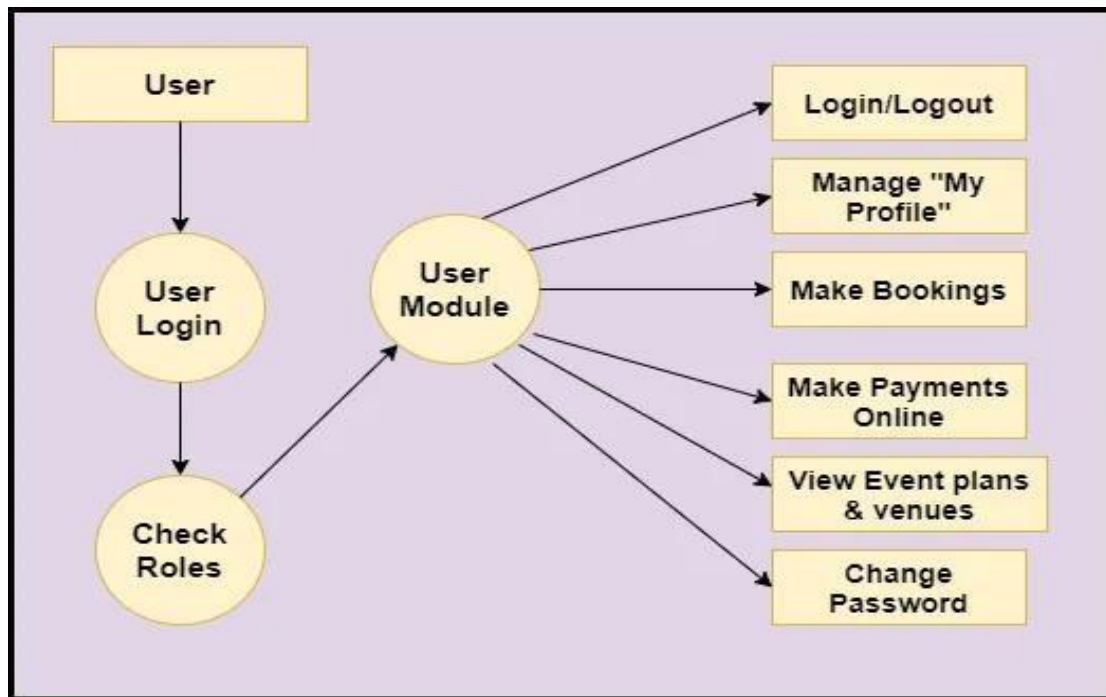 User
User
Login
Check
Roles
User
Module
Login/Logout
Manage "My
Profile"
Make Bookings
Make Payments
Online
View Event plans
& venues
Change
Password